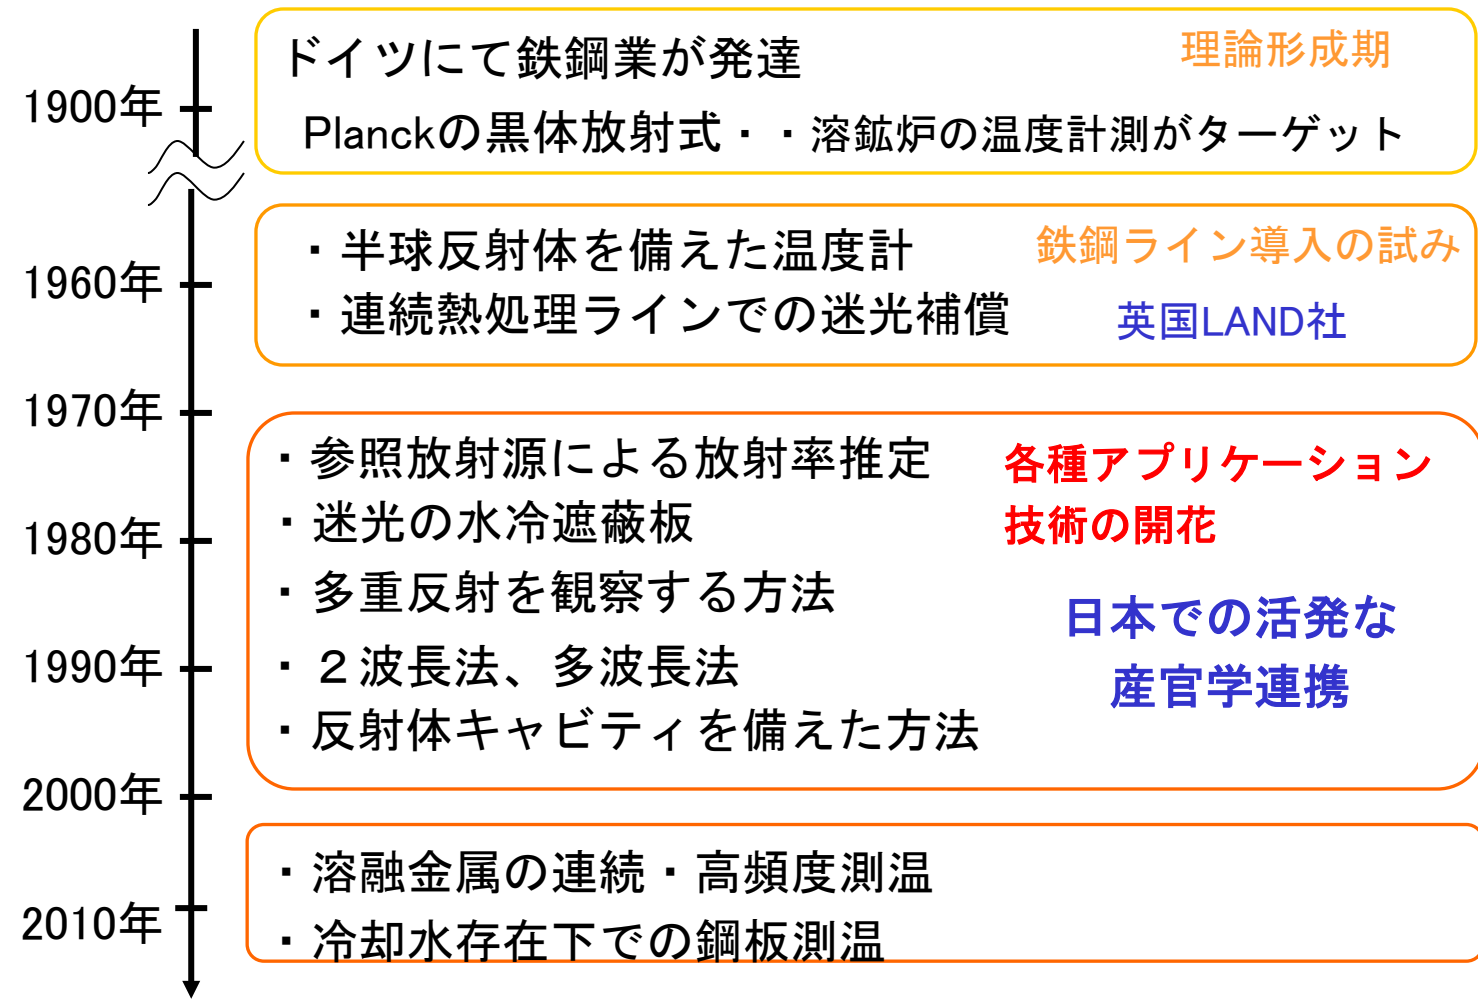 ドイツにて鉄鋼業が発達
理論形成期
1900年
Planckの黒体放射式・・溶鉱炉の温度計測がターゲット
・半球反射体を備えた温度計
鉄鋼ライン導入の試み
1960年
・連続熱処理ラインでの迷光補償
英国LAND社
1970年
・参照放射源による放射率推定
各種アプリケーション
技術の開花
・迷光の水冷遮蔽板
1980年
・多重反射を観察する方法
日本での活発な
産官学連携
1990年
・２波長法、多波長法
・反射体キャビティを備えた方法
2000年
・溶融金属の連続・高頻度測温
2010年
・冷却水存在下での鋼板測温